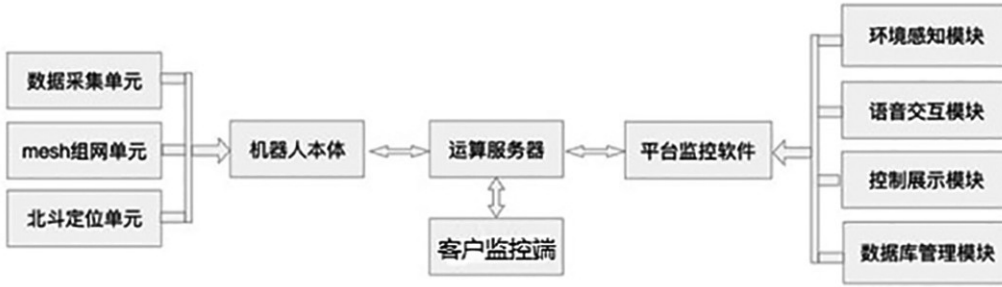 数据采集单元
mesh组网单元
北斗定位单元
机器人本体
运算服务器
客户监控端
平台监控软件
环境感知模块
语音交互模块
控制展示模块
数据库管理模块